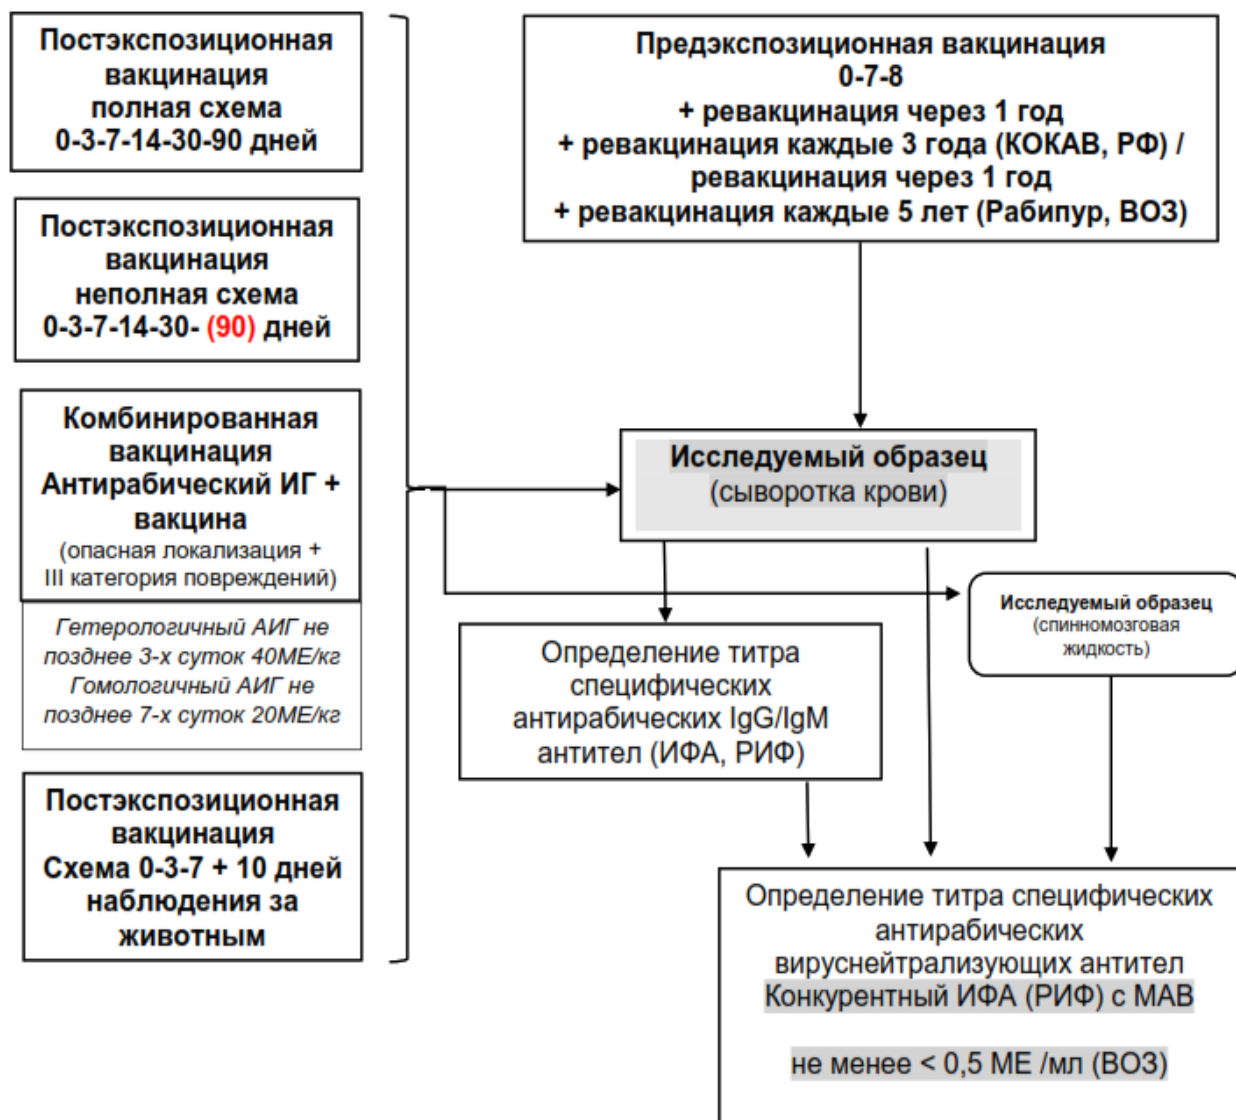 Постэкспозиционная
вакцинация
полная схема
0-3-7-14-30-90 дней
Постэкспозиционная
вакцинация
неполная схема
0-3-7-14-30- (90) дней
Комбинированная
вакцинация
Антирабический ИГ +
вакцина
(опасная локализация +
III категория повреждений)
Гетерологичный АИГ не
позднее 3-х суток 40МЕ/кг
Гомологичный АИГ не
позднее 7-х суток 20МЕ/кг
Постэкспозиционная
вакцинация
Схема 0-3-7 + 10 дней
наблюдения за
животным
Предэкспозиционная вакцинация
0-7-8
+ ревакцинация через 1 год
+ ревакцинация каждые 3 года (КОКАВ, РФ) /
ревакцинация через 1 год
+ ревакцинация каждые 5 лет (Рабипур, ВОЗ)
Исследуемый образец
(сыворотка крови)
Исследуемый образец
(спинномозговая
жидкость)
Определение титра
специфических
антирабических IgG/IgM
антител (ИФА, РИФ)
Определение титра специфических
антирабических
вируснейтрализующих антител
Конкурентный ИФА (РИФ) с МАВ
не менее < 0,5 МЕ /мл (ВОЗ)